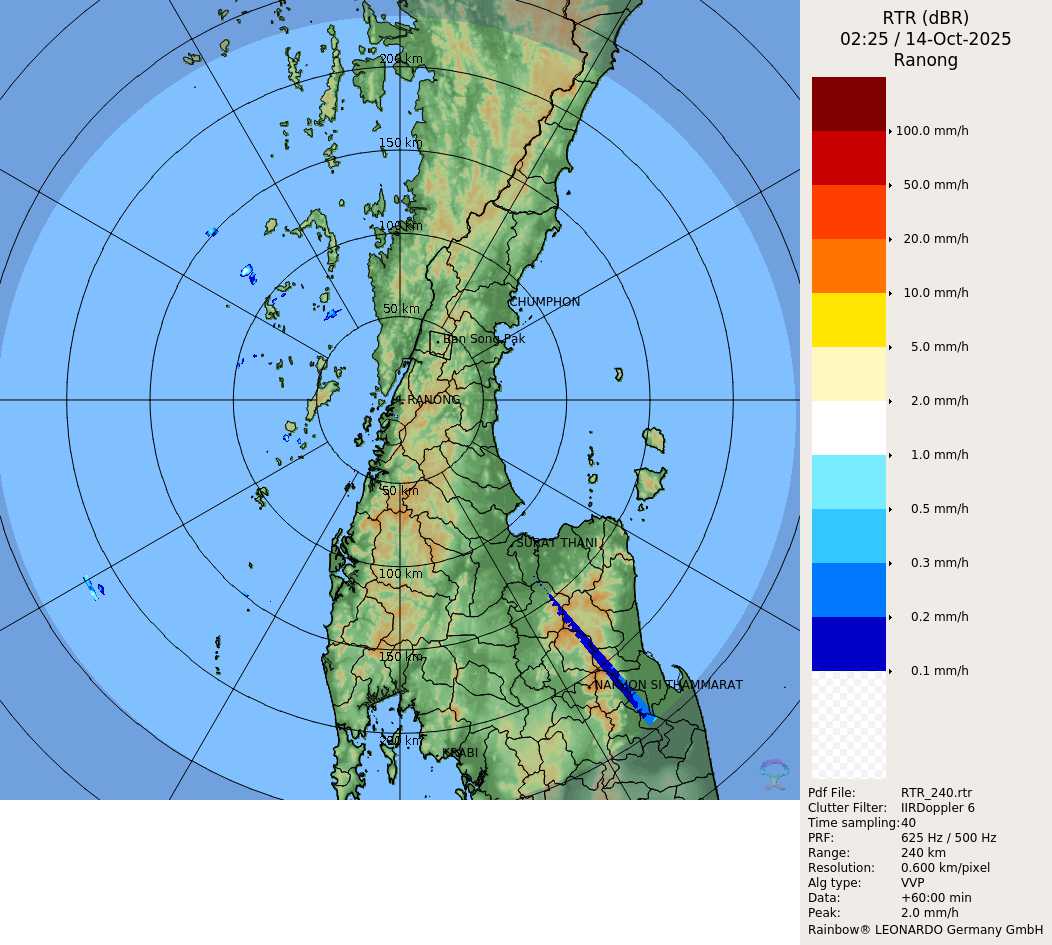 RTR (dBR)
02:25 / 14-Oct-2025
Ranong
200 km
150 km
100 km
50 km
CHUMPHON
Ban Song Pak
RANONG
50 km
SURAT THANI
100 km
150 km
NAKHON SI THAMMARAT
200 km
KRABI
100.0 mm/h
50.0 mm/h
20.0 mm/h
10.0 mm/h
5.0 mm/h
2.0 mm/h
1.0 mm/h
0.5 mm/h
0.3 mm/h
0.2 mm/h
0.1 mm/h
Pdf File: RTR_240.rtr
Clutter Filter: IIRDoppler 6
Time sampling: 40
PRF: 625 Hz / 500 Hz
Range: 240 km
Resolution: 0.600 km/pixel
Alg type: VVP
Data: +60:00 min
Peak: 2.0 mm/h
Rainbow® LEONARDO Germany GmbH